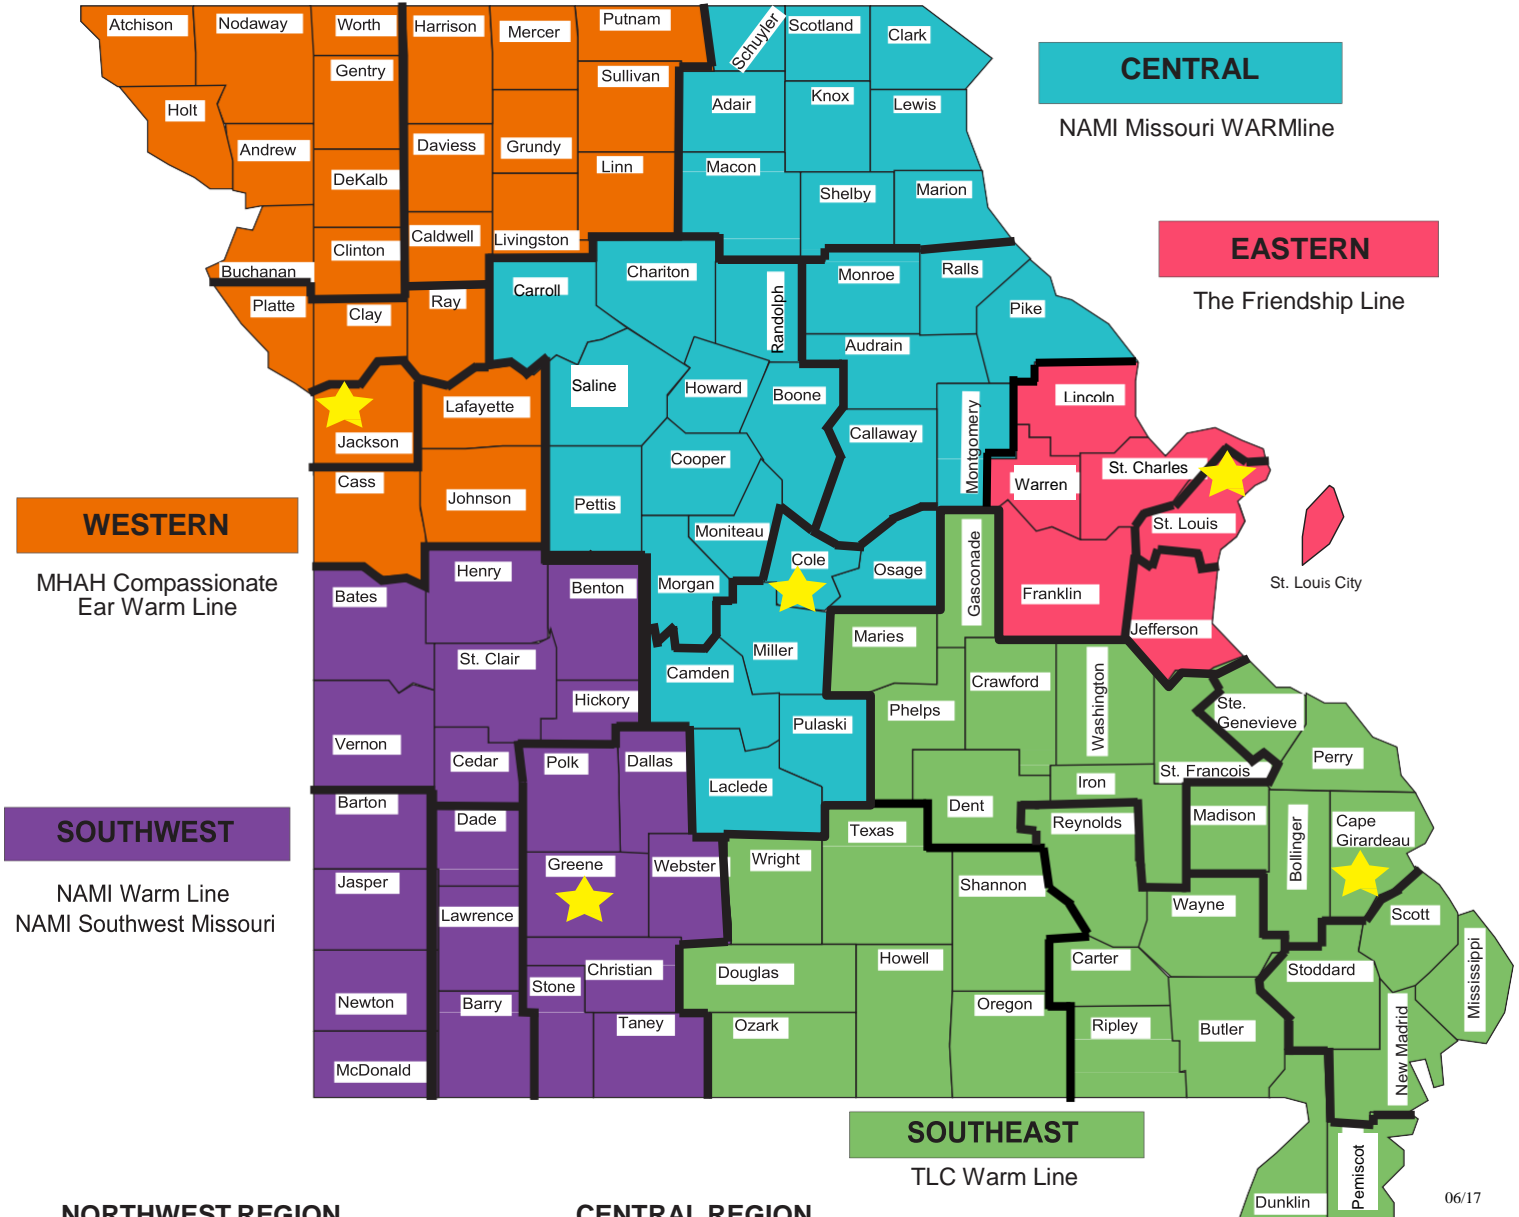 Atchison
Nodaway
Worth
Harrison
Mercer
Putnam
Schuyler
Scotland
Clark
Gentry
Sullivan
Holt
Adair
Knox
Lewis
Andrew
Daviess
Grundy
DeKalb
Linn
Macon
Shelby
Marion
Clinton
Caldwell
Livingston
Buchanan
Platte
Clay
Ray
Carroll
Chariton
Randolph
Monroe
Ralls
Pike
Audrain
Saline
Howard
Boone
Lafayette
Jackson
Callaway
Montgomery
Lincoln
Cass
Johnson
Pettis
Cooper
Moniteau
Warren
St. Charles
St. Louis
St. Louis City
Morgan
Cole
Osage
Gasconade
Franklin
Jefferson
Bates
Henry
Benton
St. Clair
Hickory
Camden
Miller
Maries
Pulaski
Phelps
Crawford
Washington
Ste.
Genevieve
St. Francois
Perry
Vernon
Cedar
Polk
Dallas
Laclede
Dent
Iron
Reynolds
Madison
Bollinger
Cape
Girardeau
Barton
Dade
Greene
Webster
Wright
Texas
Shannon
Wayne
Scott
Mississippi
Jasper
Lawrence
Christian
Stone
Douglas
Howell
Carter
Stoddard
New Madrid
Newton
Barry
Taney
Ozark
Oregon
Ripley
Butler
McDonald
Dunklin
Pemiscot
CENTRAL
NAMI Missouri WARMline
EASTERN
The Friendship Line
WESTERN
MHAH Compassionate
Ear Warm Line
SOUTHWEST
NAMI Warm Line
NAMI Southwest Missouri
SOUTHEAST
TLC Warm Line
06/17
NORTHWEST REGION
CENTRAL REGION